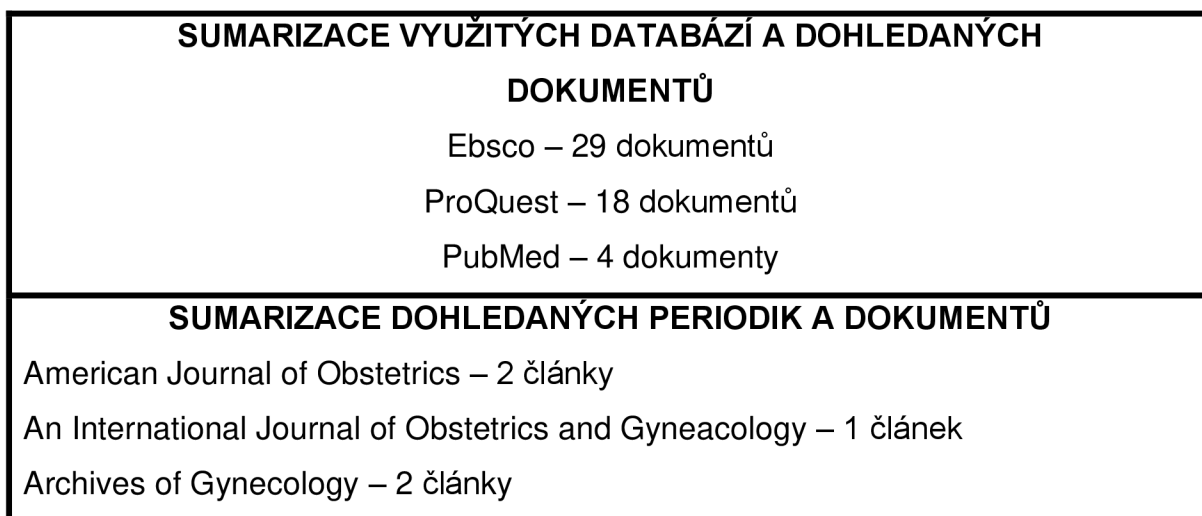 SUMARIZACE VYUŽITÝCH DATABÁZÍ A DOHLEDANÝCH
DOKUMENTŮ
Ebsco – 29 dokumentů
ProQuest – 18 dokumentů
PubMed – 4 dokumenty
SUMARIZACE DOHLEDANÝCH PERIODIK A DOKUMENTŮ
American Journal of Obstetrics – 2 články
An International Journal of Obstetrics and Gyneacology – 1 článek
Archives of Gynecology – 2 články